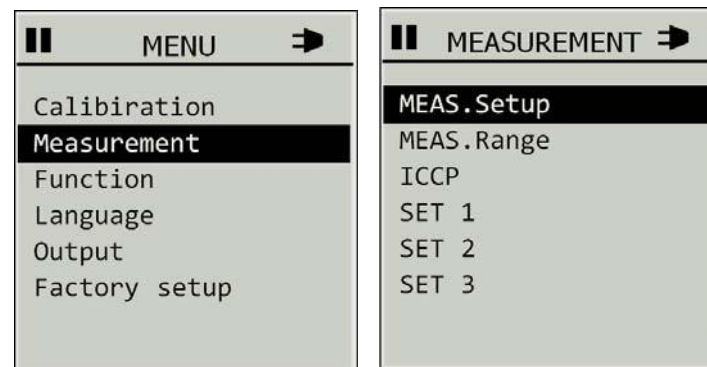 MENU
Calibiration
Measurement
Function
Language
Output
Factory setup
MEASUREMENT
MEAS.Setup
MEAS.Range
ICCP
SET 1
SET 2
SET 3